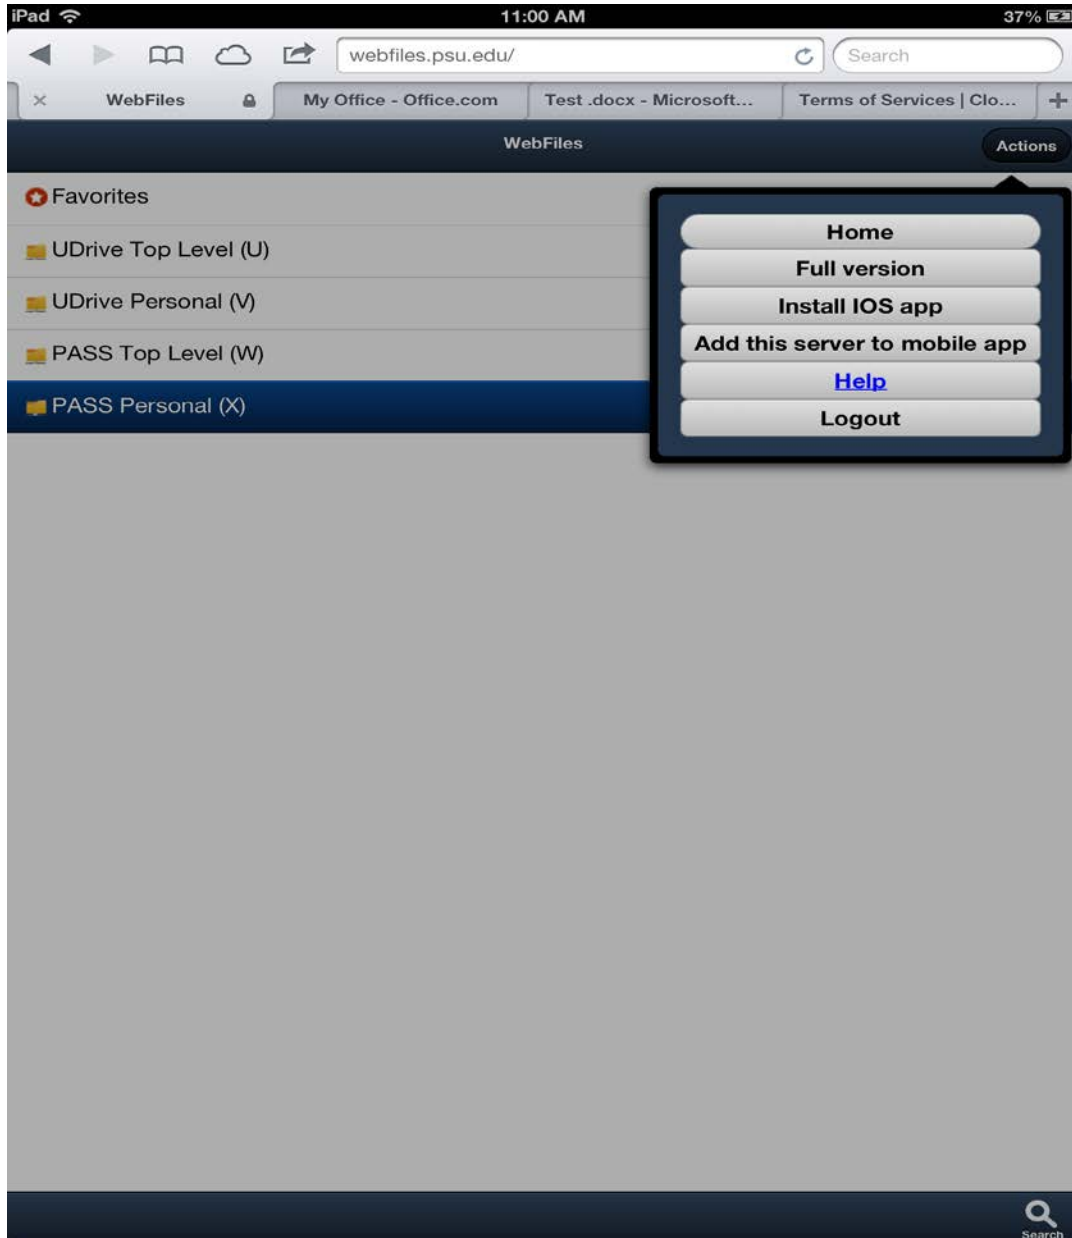 iPad 11:00 AM 37%
webfiles.psu.edu/ Search
WebFiles My Office - Office.com Test .docx - Microsoft... Terms of Services | Clo...
WebFiles Actions
Favorites
UDrive Top Level (U)
UDrive Personal (V)
PASS Top Level (W)
PASS Personal (X)
Home
Full version
Install IOS app
Add this server to mobile app
Help
Logout
Search